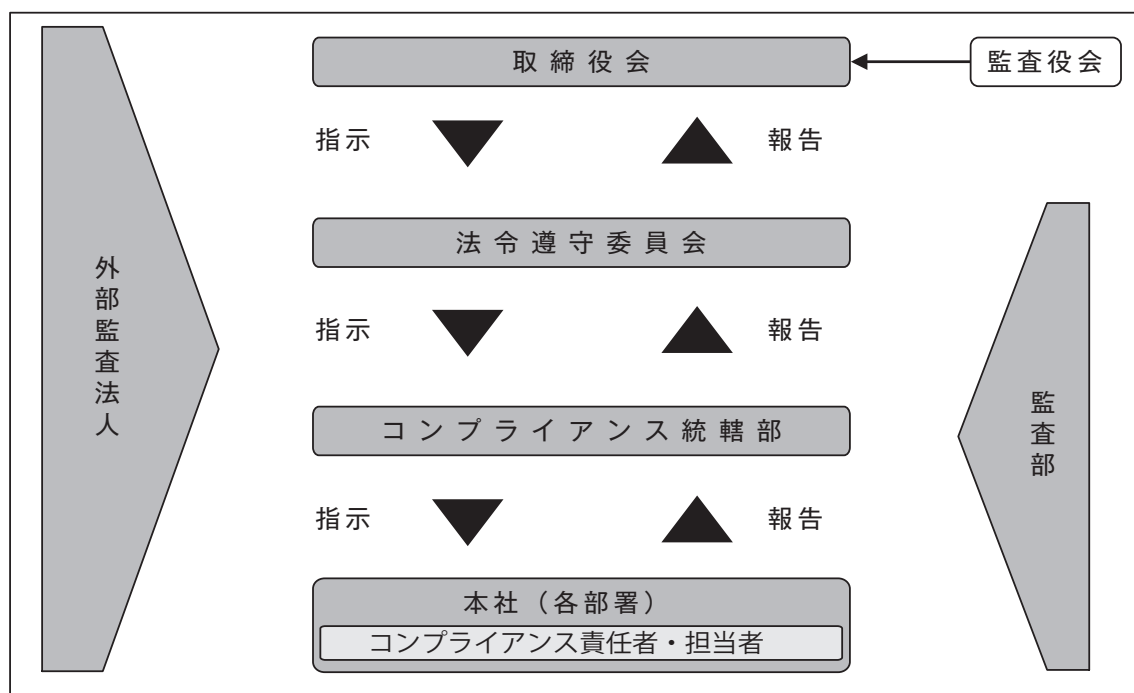 取締役会
監査役会
指示
報告
法令遵守委員会
外部監査法人
指示
報告
コンプライアンス統轄部
監査部
指示
報告
本社（各部署）
コンプライアンス責任者・担当者